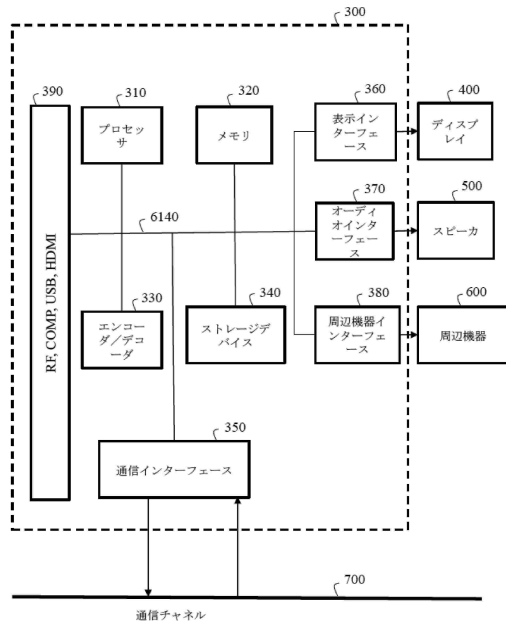 300
390
310
320
360
400
プロセッ
サ
メモリ
表示インタ
ーフェース
ディスプ
レイ
RF, COMP, USB, HDMI
6140
370
500
オーディ
オインタ
ーフェース
スピーカ
330
340
380
600
エンコー
ダ/デコ
ーダ
ストレージデ
バイス
周辺機器イ
ンターフェ
ース
周辺機器
350
通信インターフェース
700
通信チャネル